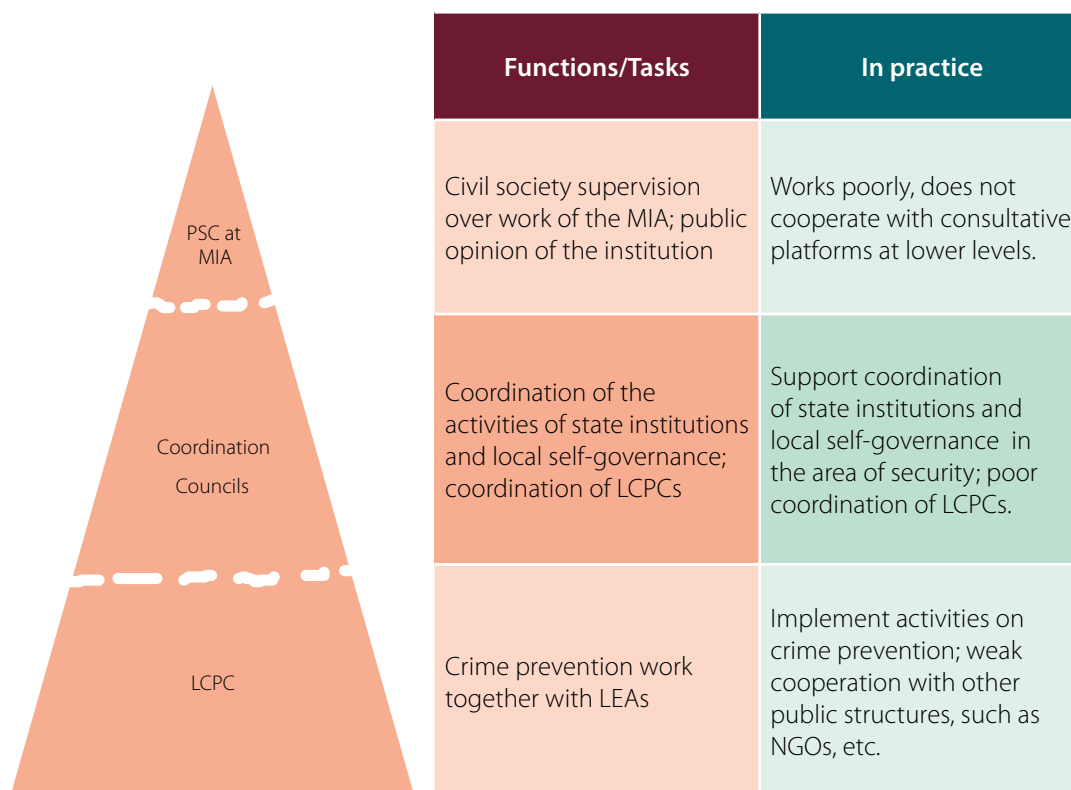 Functions/Tasks
In practice
PSC at
MIA
Civil society supervision
over work of the MIA; public
opinion of the institution
Works poorly, does not
cooperate with consultative
platforms at lower levels.
Coordination
Councils
Coordination of the
activities of state institutions
and local self-governance;
coordination of LCPCs
Support coordination
of state institutions and
local self-governance in
the area of security; poor
coordination of LCPCs.
LCPC
Crime prevention work
together with LEAs
Implement activities on
crime prevention; weak
cooperation with other
public structures, such as
NGOs, etc.